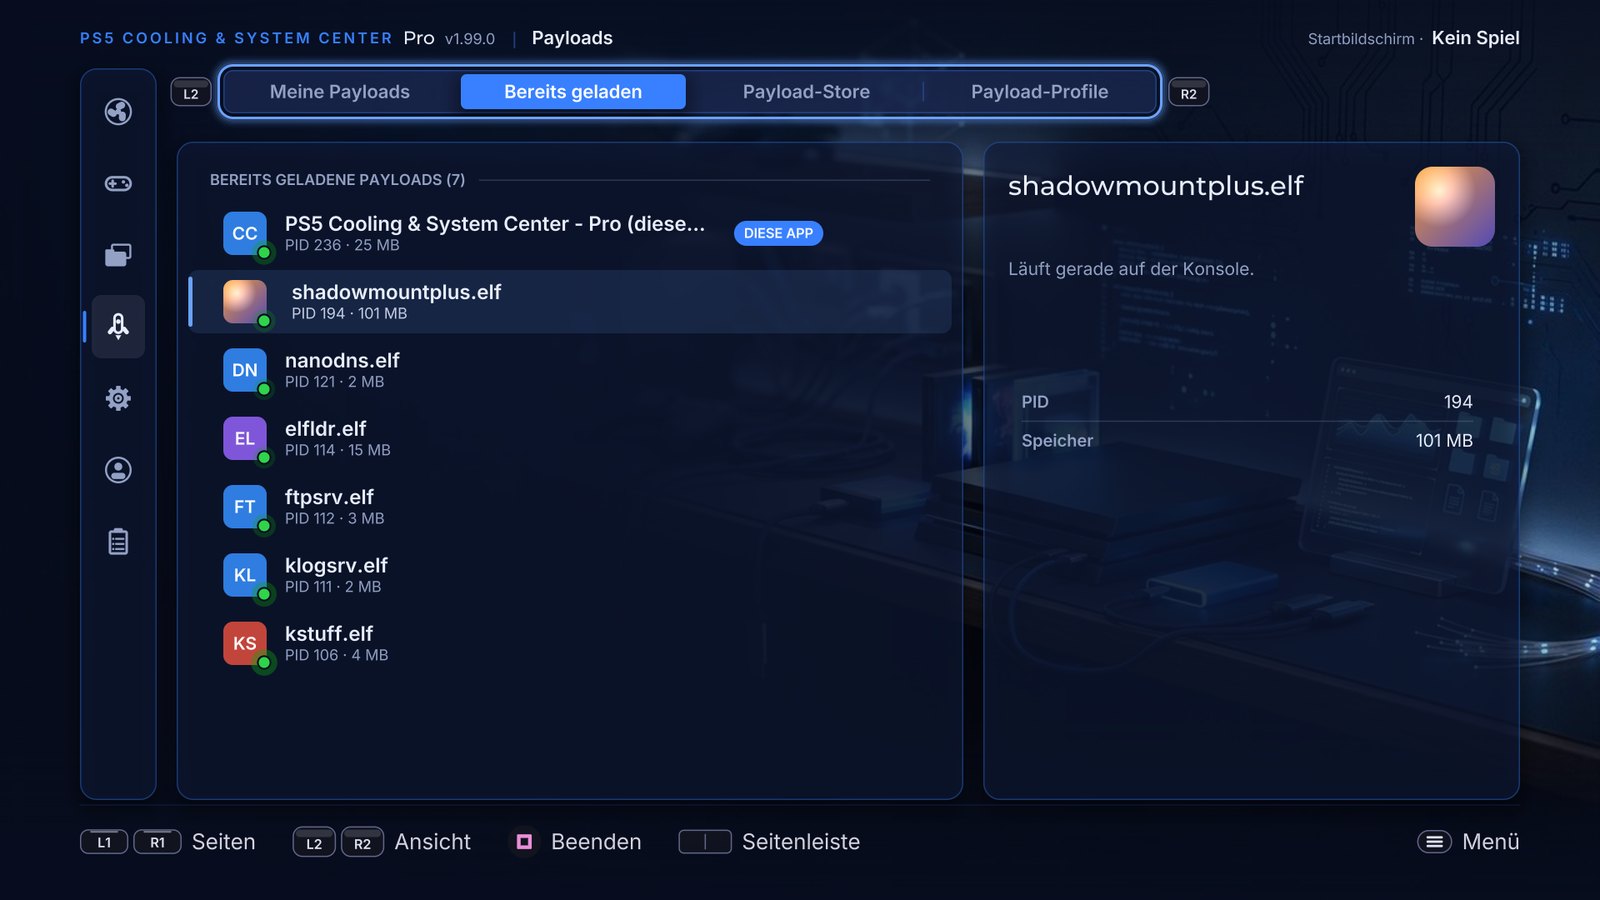 PS5 COOLING & SYSTEM CENTER Pro v1.99.0 | Payloads
Startbildschirm · Kein Spiel
L2 Meine Payloads Bereits geladen Payload-Store Payload-Profile R2
BEREITS GELADENE PAYLOADS (7)
CC PS5 Cooling & System Center - Pro (diese... DIESE APP
PID 236 · 25 MB
shadowmountplus.elf
PID 194 · 101 MB
DN nanodns.elf
PID 121 · 2 MB
EL elfldr.elf
PID 114 · 15 MB
FT ftpsrv.elf
PID 112 · 3 MB
KL klogsrv.elf
PID 111 · 2 MB
KS kstuff.elf
PID 106 · 4 MB
shadowmountplus.elf
Läuft gerade auf der Konsole.
PID 194
Speicher 101 MB
L1 R1 Seiten L2 R2 Ansicht Beenden Seitenleiste Menü